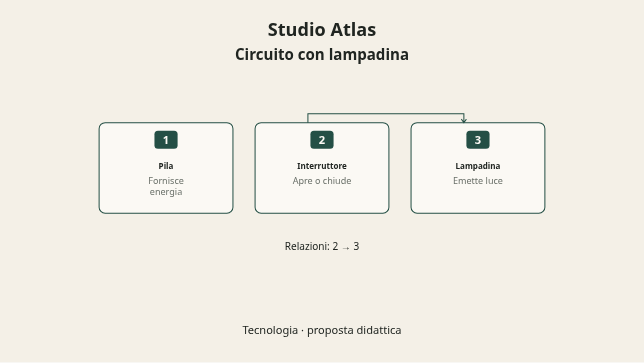 Studio Atlas
Circuito con lampadina
1
Pila
Fornisce
energia
2
Interruttore
Apre o chiude
3
Lampadina
Emette luce
Relazioni: 2 → 3
Tecnologia · proposta didattica